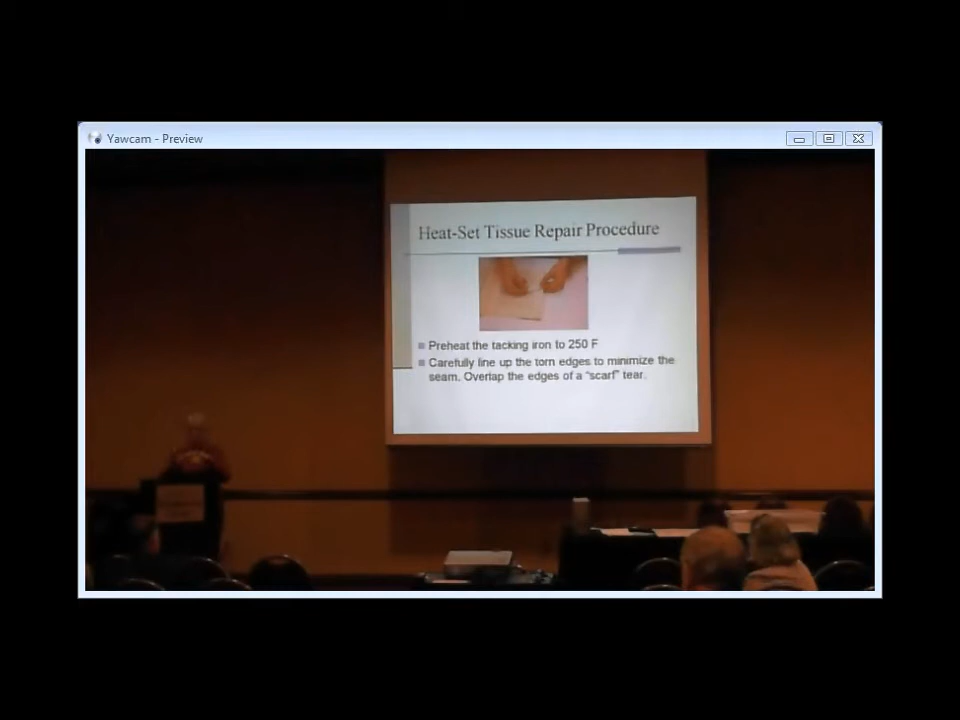 Yawcam - Preview
Heat-Set Tissue Repair Procedure
Preheat the tacking iron to 250 F
Carefully line up the torn edges to minimize the
seam. Overlap the edges of a "scarf" tear.